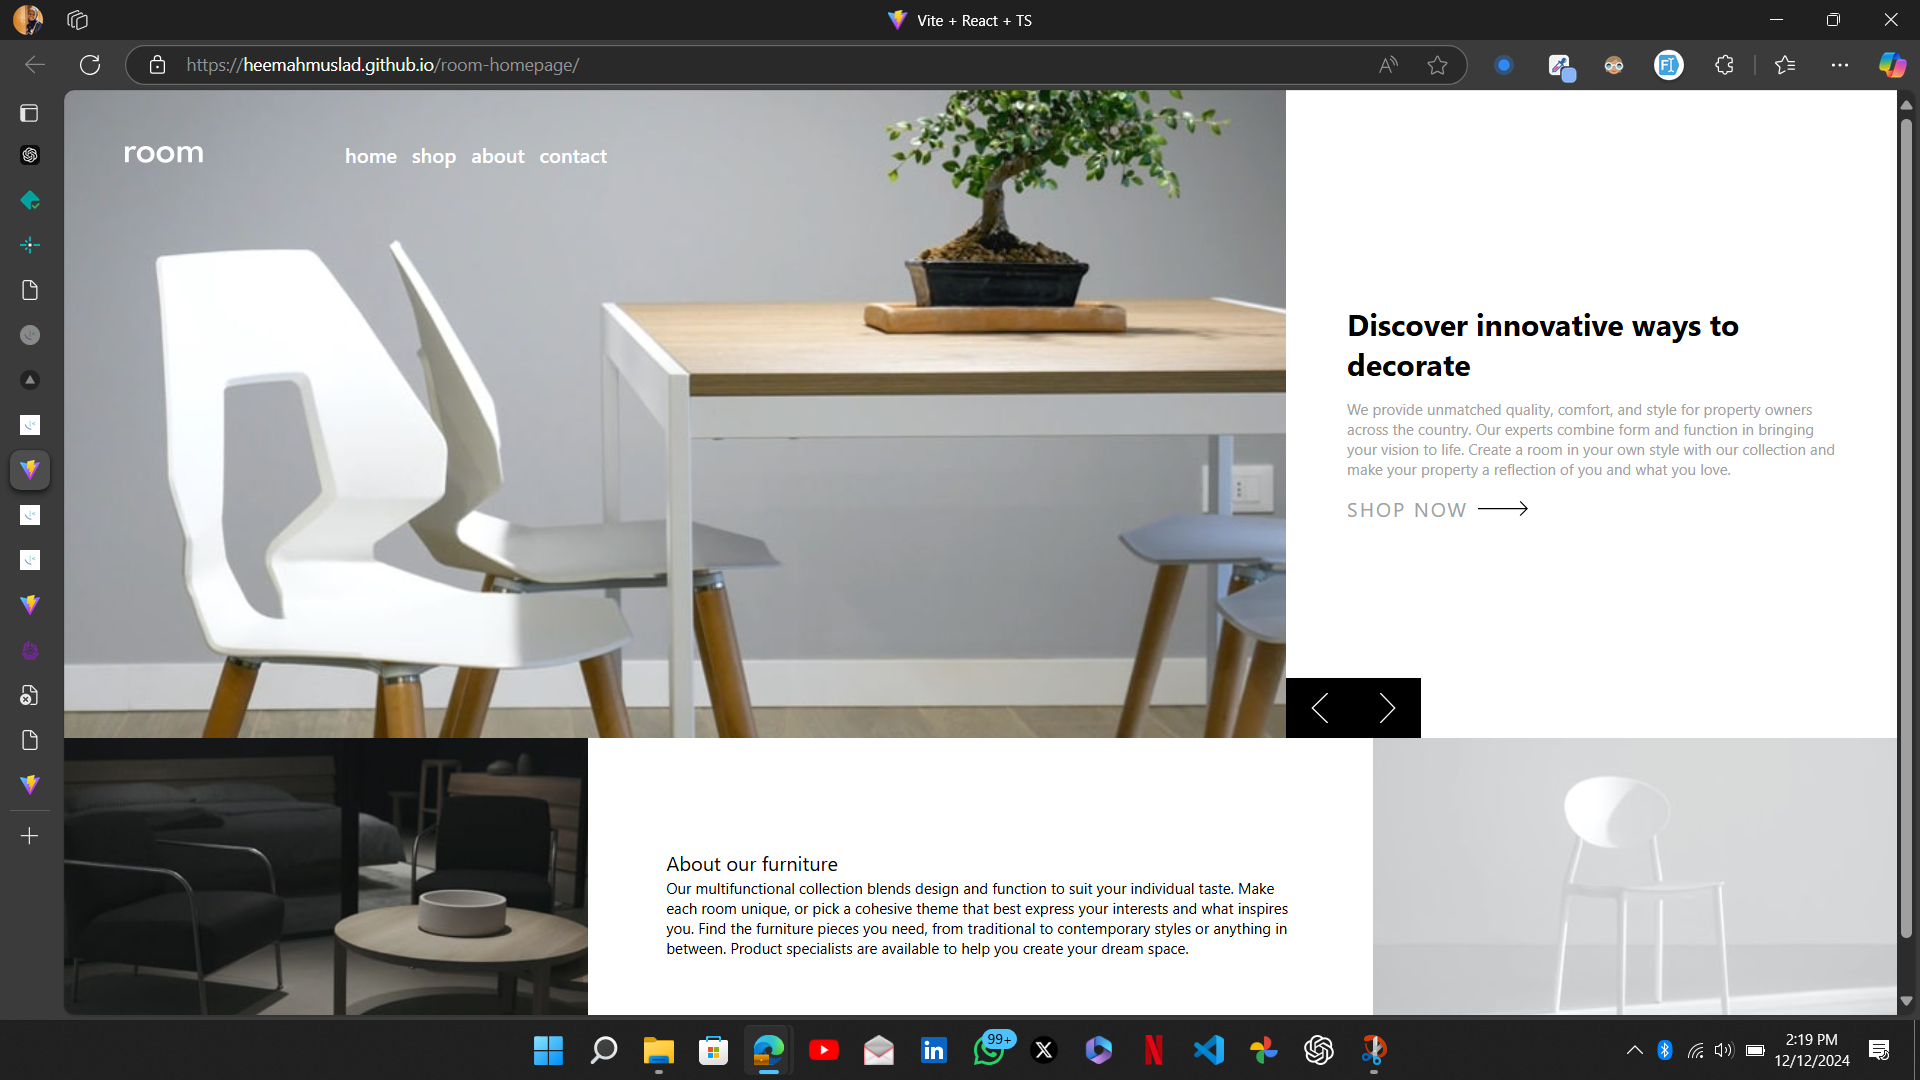 Vite + React + TS
https://heemahmuslad.github.io/room-homepage/
room
home shop about contact
Discover innovative ways to
decorate
We provide unmatched quality, comfort, and style for property owners
across the country. Our experts combine form and function in bringing
your vision to life. Create a room in your own style with our collection and
make your property a reflection of you and what you love.
SHOP NOW
About our furniture
Our multifunctional collection blends design and function to suit your individual taste. Make
each room unique, or pick a cohesive theme that best express your interests and what inspires
you. Find the furniture pieces you need, from traditional to contemporary styles or anything in
between. Product specialists are available to help you create your dream space.
99+
2:19 PM
12/12/2024